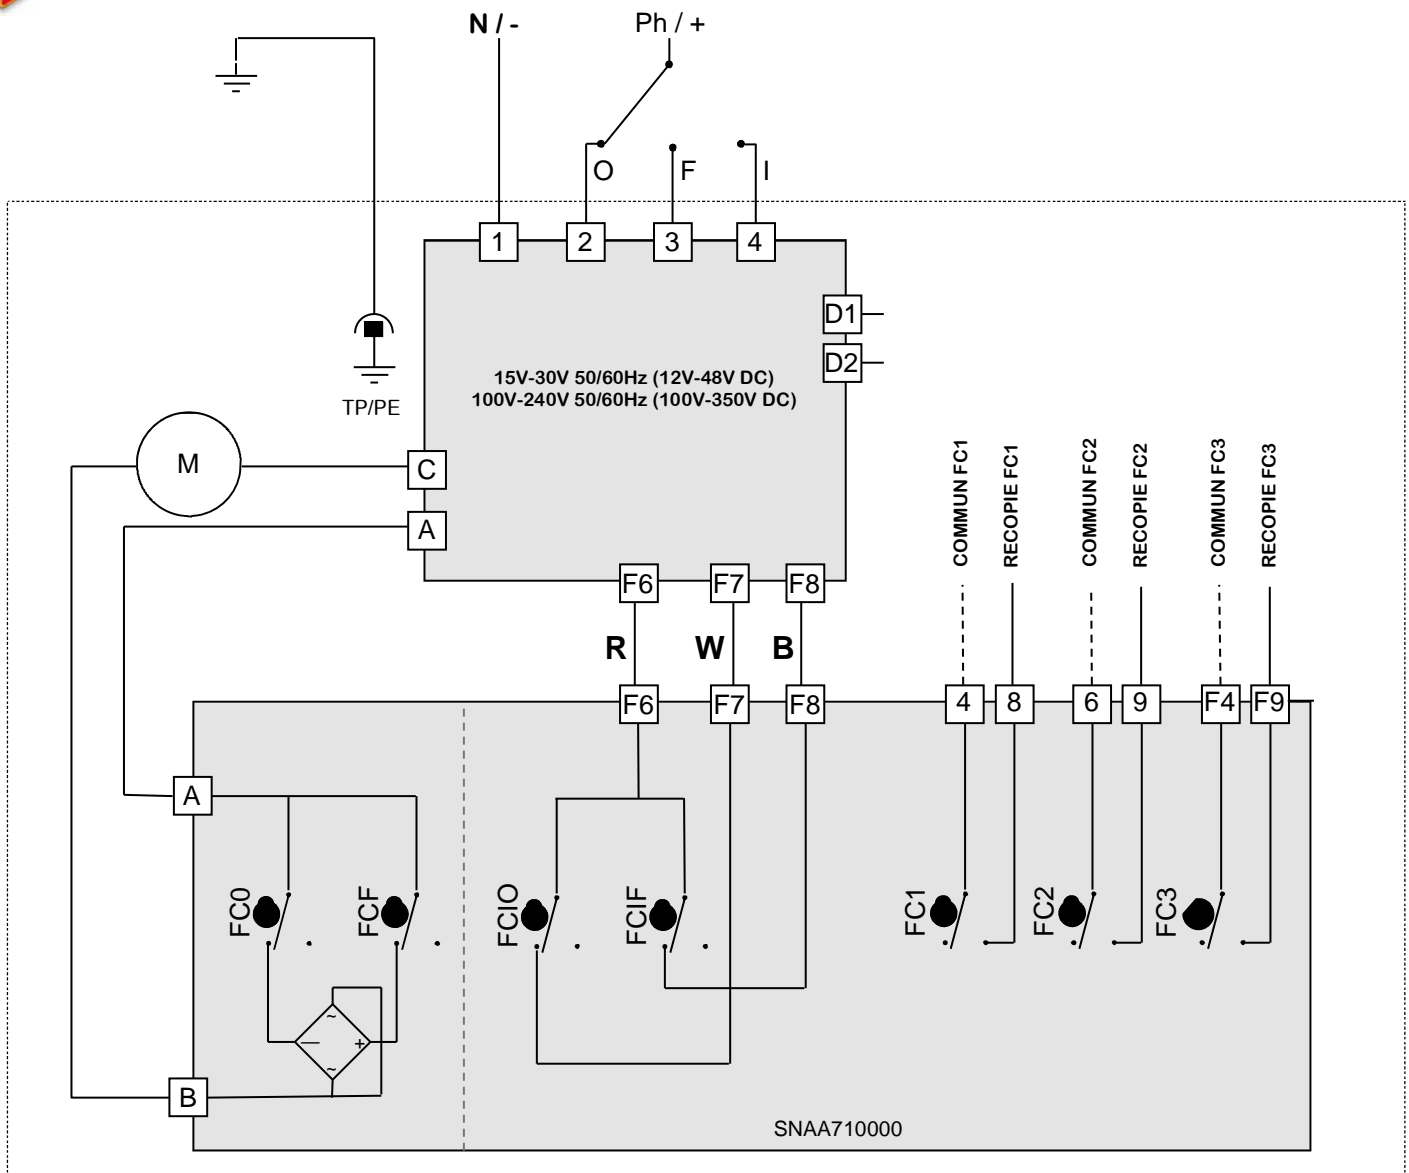 N / -
Ph / +
O
F
I
1
2
3
4
D1
D2
15V-30V 50/60Hz (12V-48V DC)
100V-240V 50/60Hz (100V-350V DC)
TP/PE
M
C
A
F6
F7
F8
COMMUN FC1
RECOPIE FC1
COMMUN FC2
RECOPIE FC2
COMMUN FC3
RECOPIE FC3
R
W
B
F6
F7
F8
4
8
6
9
F4
F9
A
FC0
FCF
FCIO
FCIF
FC1
FC2
FC3
~
—
+
~
B
SNAA710000